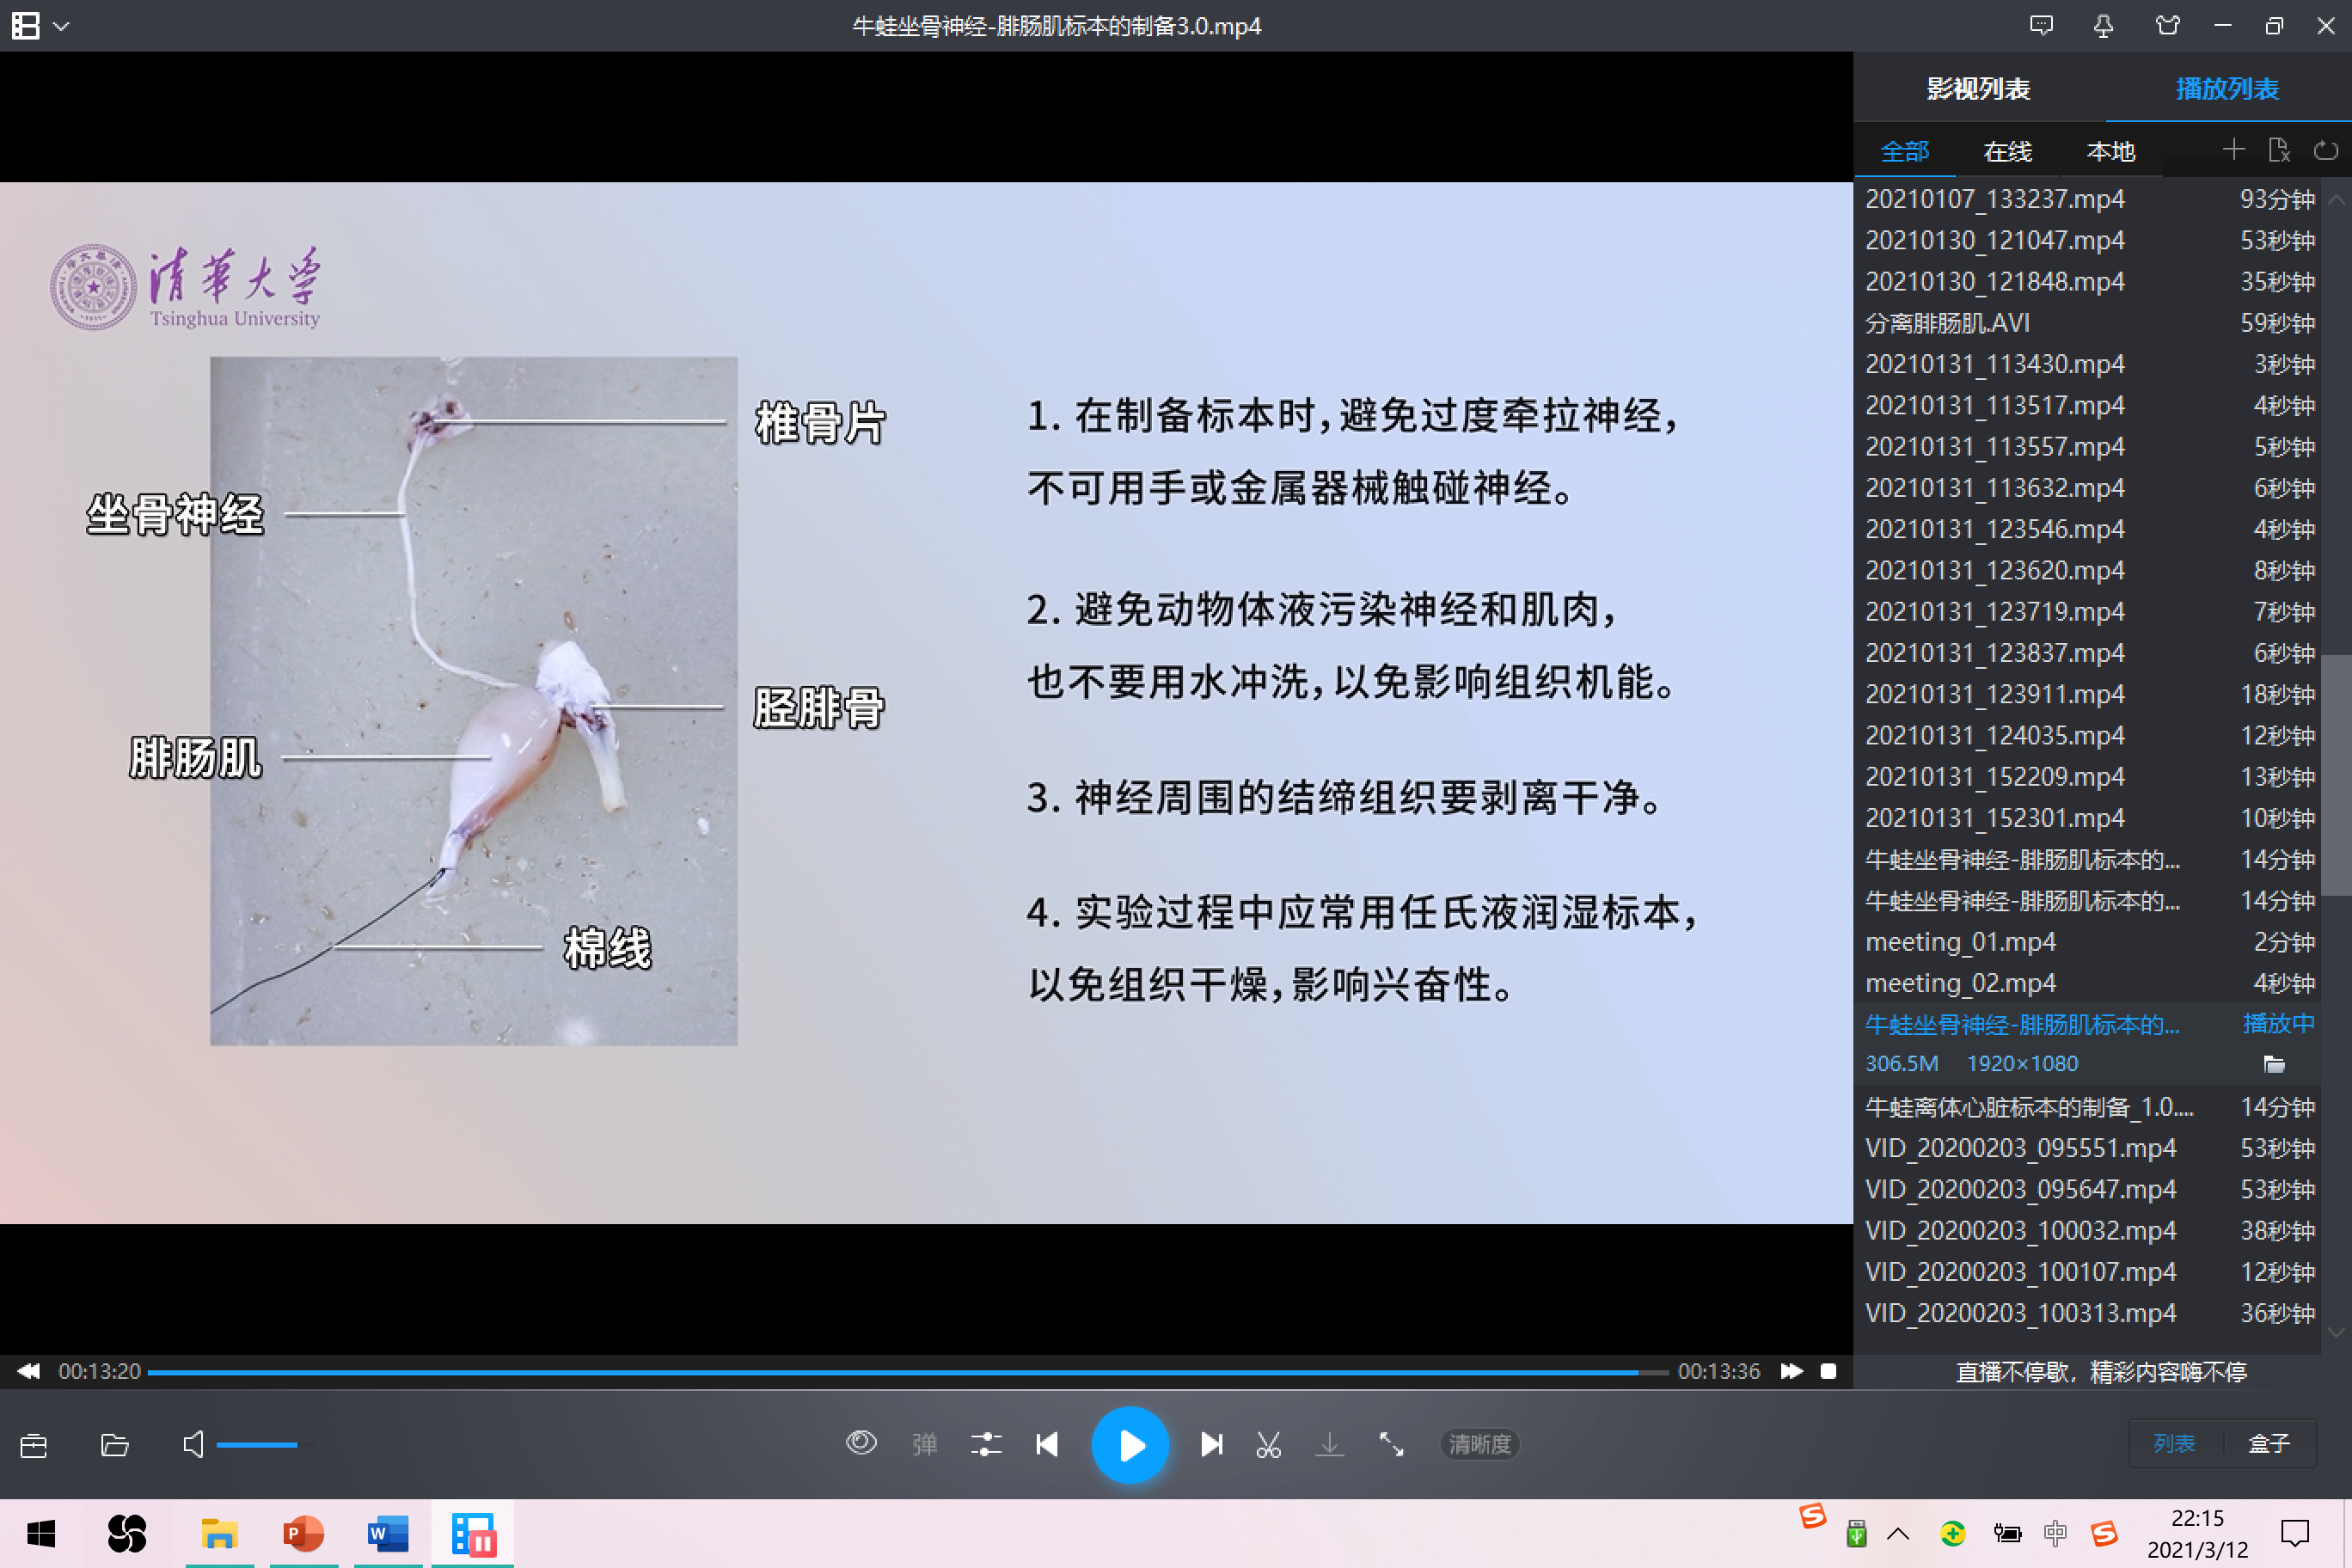 牛蛙坐骨神经-腓肠肌标本的制备3.0.mp4
影视列表
播放列表
全部
在线
本地
清華大学
Tsinghua University
椎骨片
坐骨神经
胫腓骨
腓肠肌
棉线
1. 在制备标本时,避免过度牵拉神经,
不可用手或金属器械触碰神经。
2. 避免动物体液污染神经和肌肉,
也不要用水冲洗,以免影响组织机能。
3. 神经周围的结缔组织要剥离干净。
4. 实验过程中应常用任氏液润湿标本,
以免组织干燥,影响兴奋性。
20210107_133237.mp4 93分钟
20210130_121047.mp4 53秒钟
20210130_121848.mp4 35秒钟
分离腓肠肌.AVI 59秒钟
20210131_113430.mp4 3秒钟
20210131_113517.mp4 4秒钟
20210131_113557.mp4 5秒钟
20210131_113632.mp4 6秒钟
20210131_123546.mp4 4秒钟
20210131_123620.mp4 8秒钟
20210131_123719.mp4 7秒钟
20210131_123837.mp4 6秒钟
20210131_123911.mp4 18秒钟
20210131_124035.mp4 12秒钟
20210131_152209.mp4 13秒钟
20210131_152301.mp4 10秒钟
牛蛙坐骨神经-腓肠肌标本的... 14分钟
牛蛙坐骨神经-腓肠肌标本的... 14分钟
meeting_01.mp4 2分钟
meeting_02.mp4 4秒钟
牛蛙坐骨神经-腓肠肌标本的... 播放中
306.5M 1920×1080
牛蛙离体心脏标本的制备_1.0.... 14分钟
VID_20200203_095551.mp4 53秒钟
VID_20200203_095647.mp4 53秒钟
VID_20200203_100032.mp4 38秒钟
VID_20200203_100107.mp4 12秒钟
VID_20200203_100313.mp4 36秒钟
直播不停歇，精彩内容嗨不停
00:13:20
00:13:36
弹
清晰度
列表
盒子
P
W
S
中
S
22:15
2021/3/12